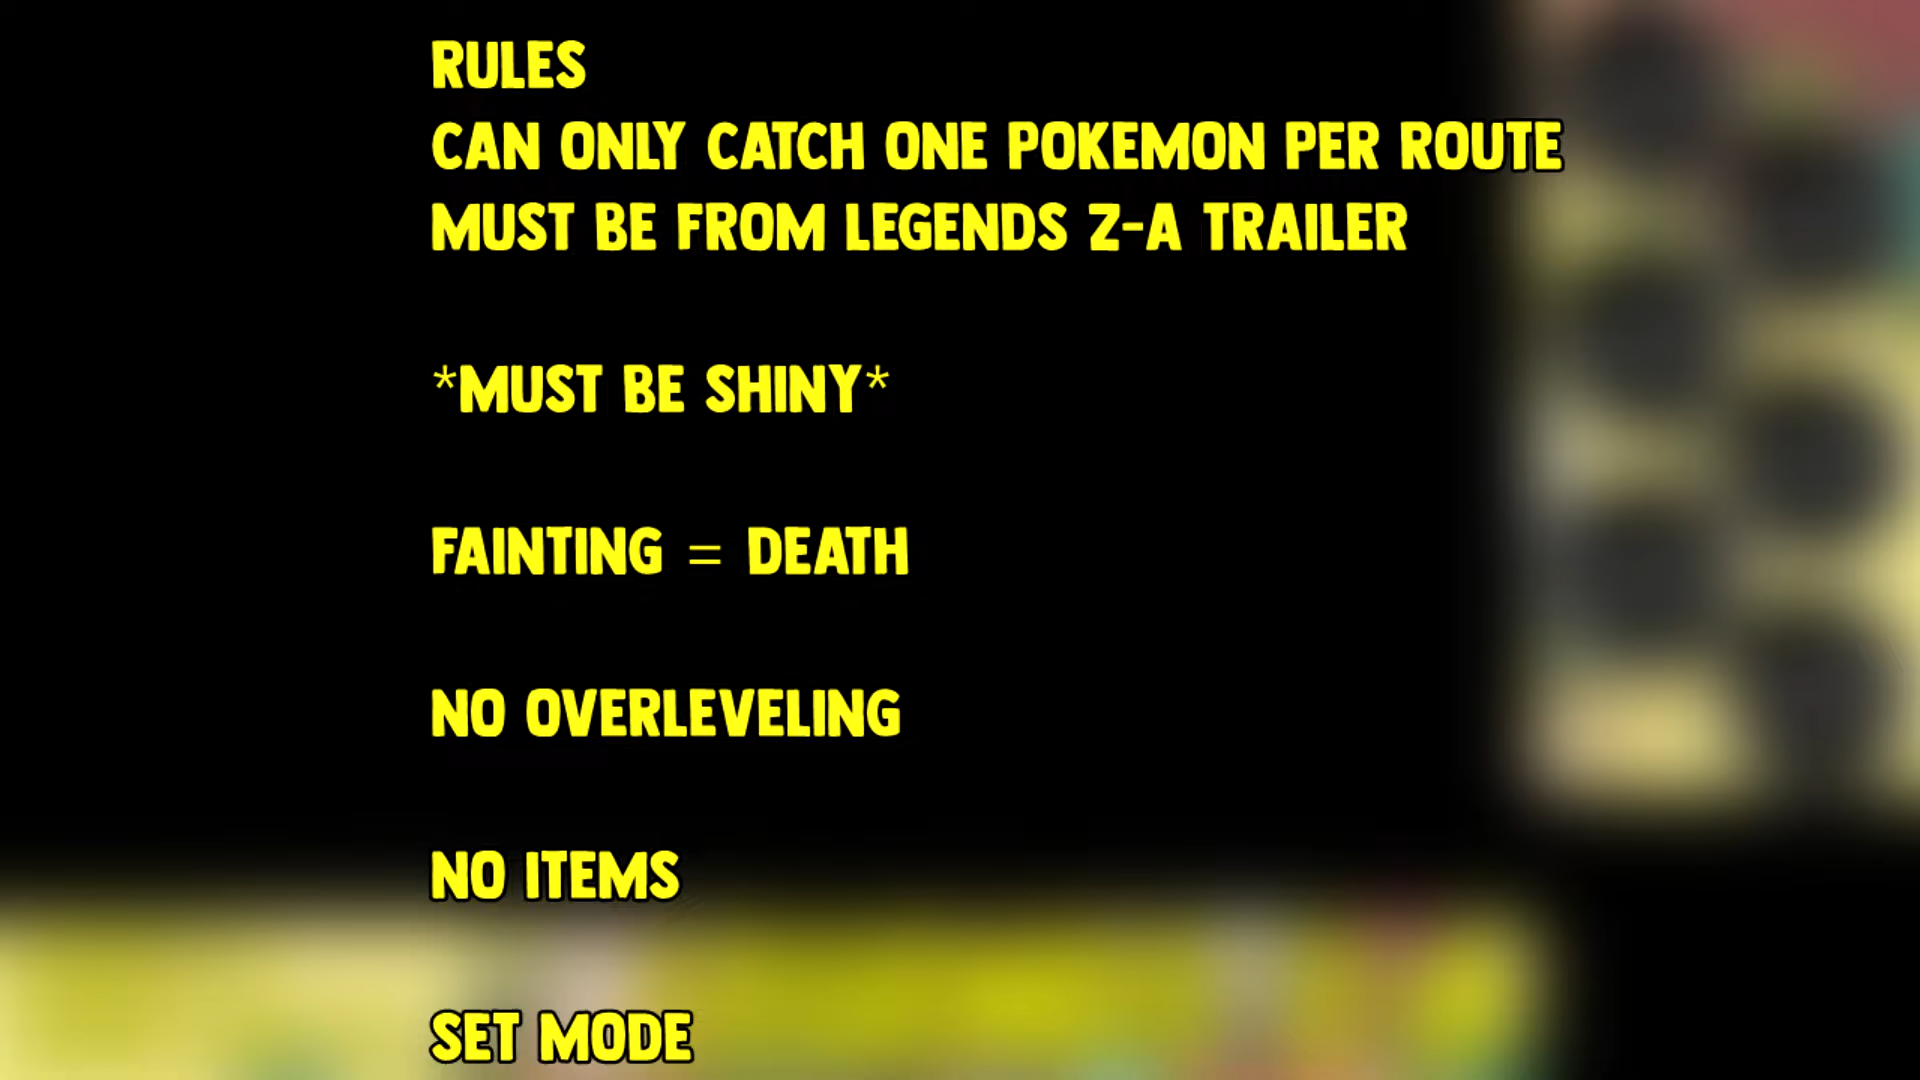 RULES
CAN ONLY CATCH ONE POKEMON PER ROUTE
MUST BE FROM LEGENDS Z-A TRAILER
*MUST BE SHINY*
FAINTING = DEATH
NO OVERLEVELING
NO ITEMS
SET MODE